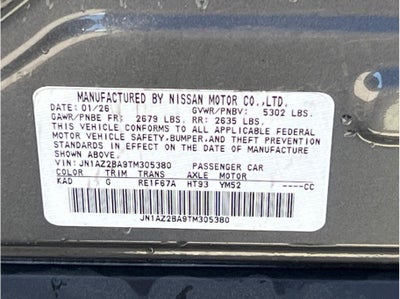 MANUFACTURED BY NISSAN MOTOR CO.,LTD.
DATE: 01/26 GVWR/PNBV: 5302 LBS.
GAWR/PNBE FR: 2679 LBS. RR: 2635 LBS.
THIS VEHICLE CONFORMS TO ALL APPLICABLE FEDERAL
MOTOR VEHICLE SAFETY,BUMPER,AND THEFT PREVENTION
STANDARDS IN EFFECT ON THE DATE OF MANUFACTURE
SHOWN ABOVE.
VIN: JN1AZ2BA9TM305380 PASSENGER CAR
COLOR TRIM TRANS AXLE MOTOR
KAD G RE1F67A HT93 YM52 ----CC
JN1AZ2BA9TM305380